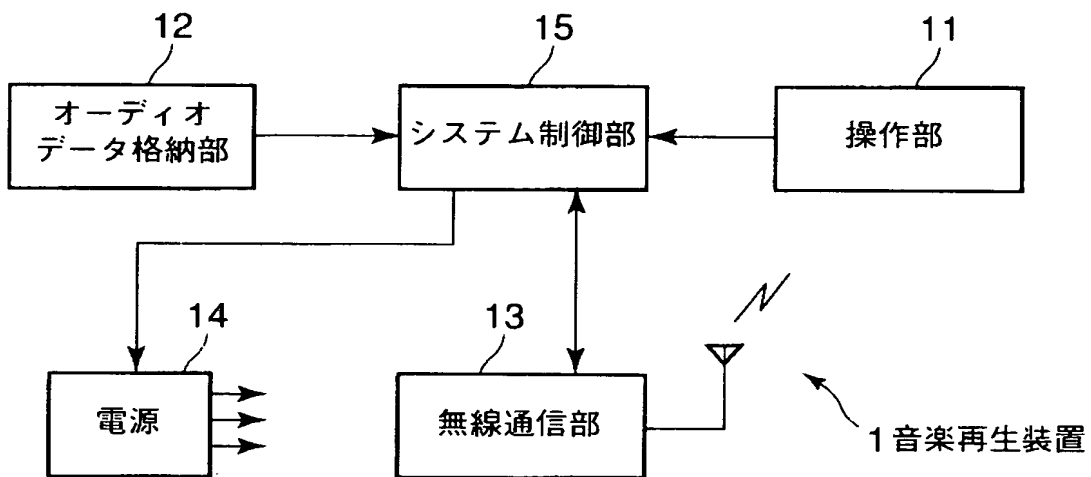 12
オーディオ
データ格納部
15
システム制御部
11
操作部
14
電源
13
無線通信部
1音楽再生装置